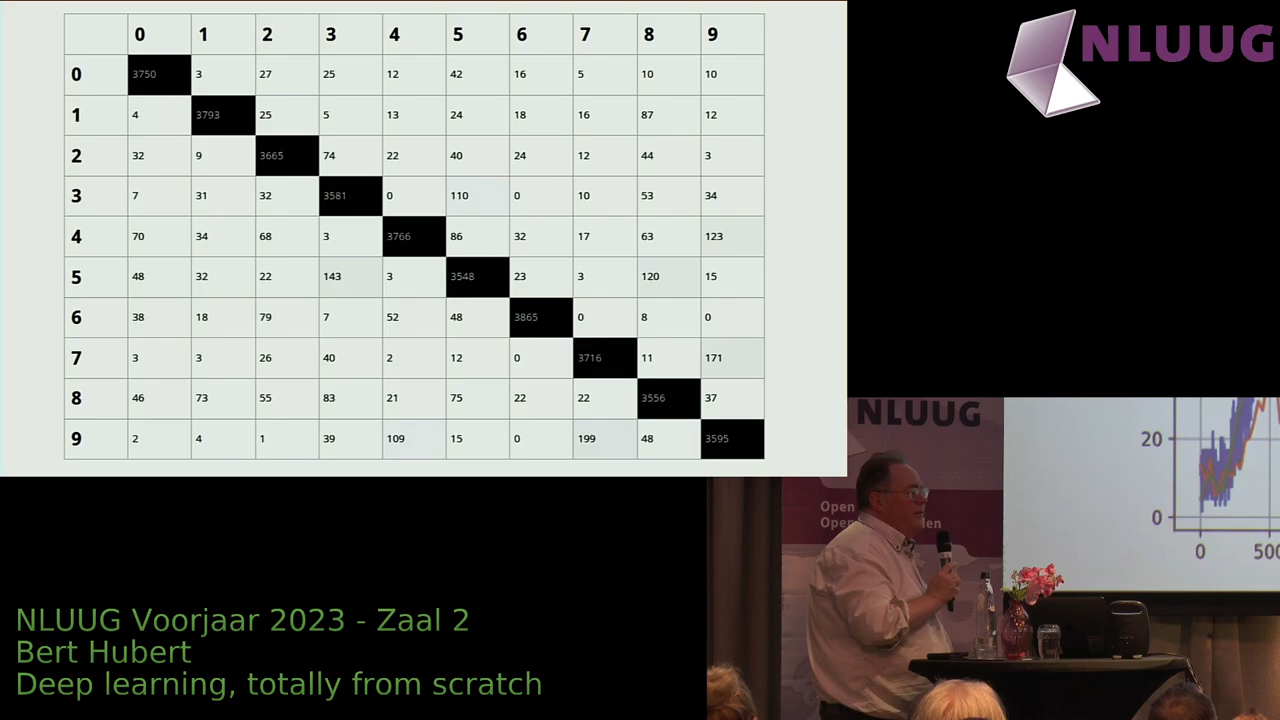 0 1 2 3 4 5 6 7 8 9
0 3750 3 27 25 12 42 16 5 10 10
1 4 3793 25 5 13 24 18 16 87 12
2 32 9 3665 74 22 40 24 12 44 3
3 7 31 32 3581 0 110 0 10 53 34
4 70 34 68 3 3766 86 32 17 63 123
5 48 32 22 143 3 3548 23 3 120 15
6 38 18 79 7 52 48 3865 0 8 0
7 3 3 26 40 2 12 0 3716 11 171
8 46 73 55 83 21 75 22 22 3556 37
9 2 4 1 39 109 15 0 199 48 3595
NLUUG
NLUUG
Open
Open
20
0
0
NLUUG Voorjaar 2023 - Zaal 2
Bert Hubert
Deep learning, totally from scratch